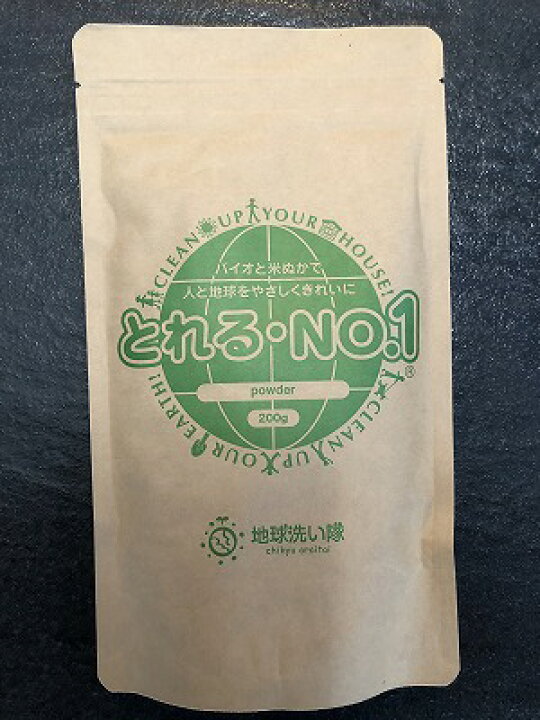 CLEAN UP YOUR HOUSE!
バイオと米ぬかで
人と地球をやさしくきれいに
とれる・NO.1
®
powder
200g
CLEAN UP OUR EARTH!
地球洗い隊
chikyu araitai